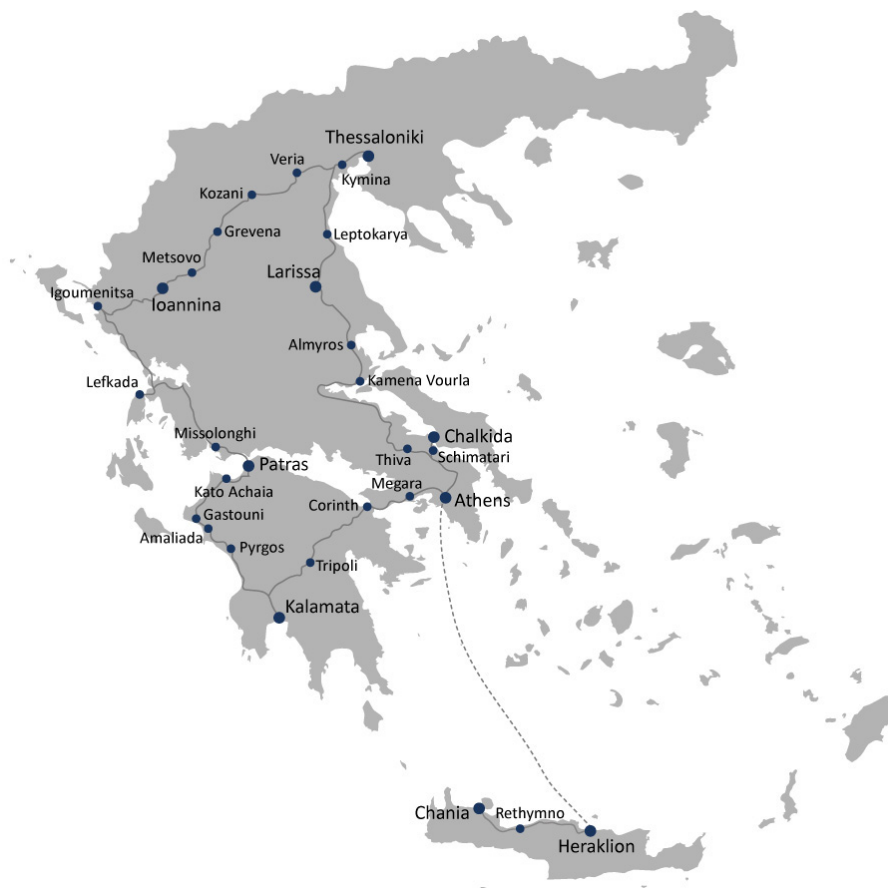 Thessaloniki
Veria
Kymina
Kozani
Grevena
Leptokarya
Metsovo
Larissa
Igoumenitsa
Ioannina
Almyros
Kamena Vourla
Lefkada
Missolonghi
Chalkida
Schimatari
Thiva
Patras
Megara
Kato Achaia
Athens
Corinth
Gastouni
Amaliada
Pyrgos
Tripoli
Kalamata
Chania
Rethymno
Heraklion